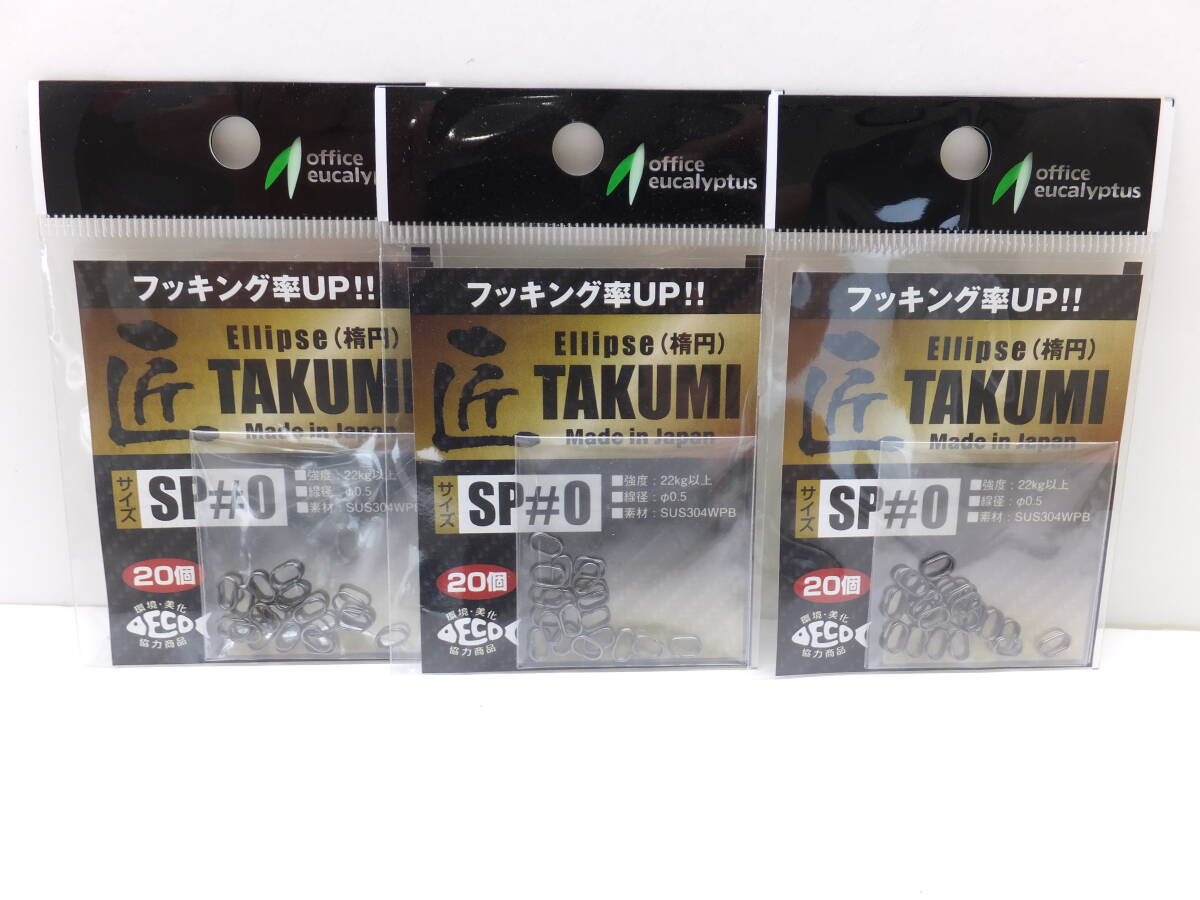 office
eucalyp
フッキング率UP!!
匠
Ellipse(楕円)
TAKUMI
Made in Japan
サイズ
SP#0
■強度:22kg以上
■線径:φ0.5
■素材:SUS304WPB
20個
環境・美化
ECO
協力商品
office
eucalyptus
フッキング率UP!!
匠
Ellipse(楕円)
TAKUMI
Made in Japan
サイズ
SP#0
■強度:22kg以上
■線径:φ0.5
■素材:SUS304WPB
20個
環境・美化
ECO
協力商品
office
eucalyptus
フッキング率UP!!
匠
Ellipse(楕円)
TAKUMI
Made in Japan
サイズ
SP#0
■強度:22kg以上
■線径:φ0.5
■素材:SUS304WPB
20個
環境・美化
ECO
協力商品